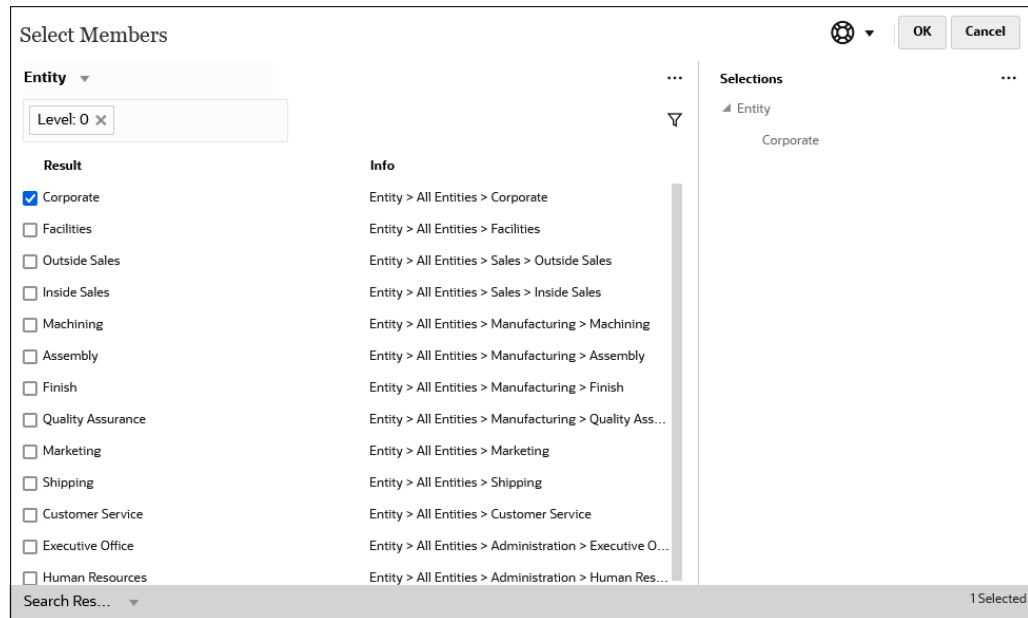 Select Members
OK
Cancel
Entity
...
Level: 0
Result Info
Corporate Entity > All Entities > Corporate
Facilities Entity > All Entities > Facilities
Outside Sales Entity > All Entities > Sales > Outside Sales
Inside Sales Entity > All Entities > Sales > Inside Sales
Machining Entity > All Entities > Manufacturing > Machining
Assembly Entity > All Entities > Manufacturing > Assembly
Finish Entity > All Entities > Manufacturing > Finish
Quality Assurance Entity > All Entities > Manufacturing > Quality Ass...
Marketing Entity > All Entities > Marketing
Shipping Entity > All Entities > Shipping
Customer Service Entity > All Entities > Customer Service
Executive Office Entity > All Entities > Administration > Executive O...
Human Resources Entity > All Entities > Administration > Human Res...
Selections
...
Entity
Corporate
Search Res...
1 Selected